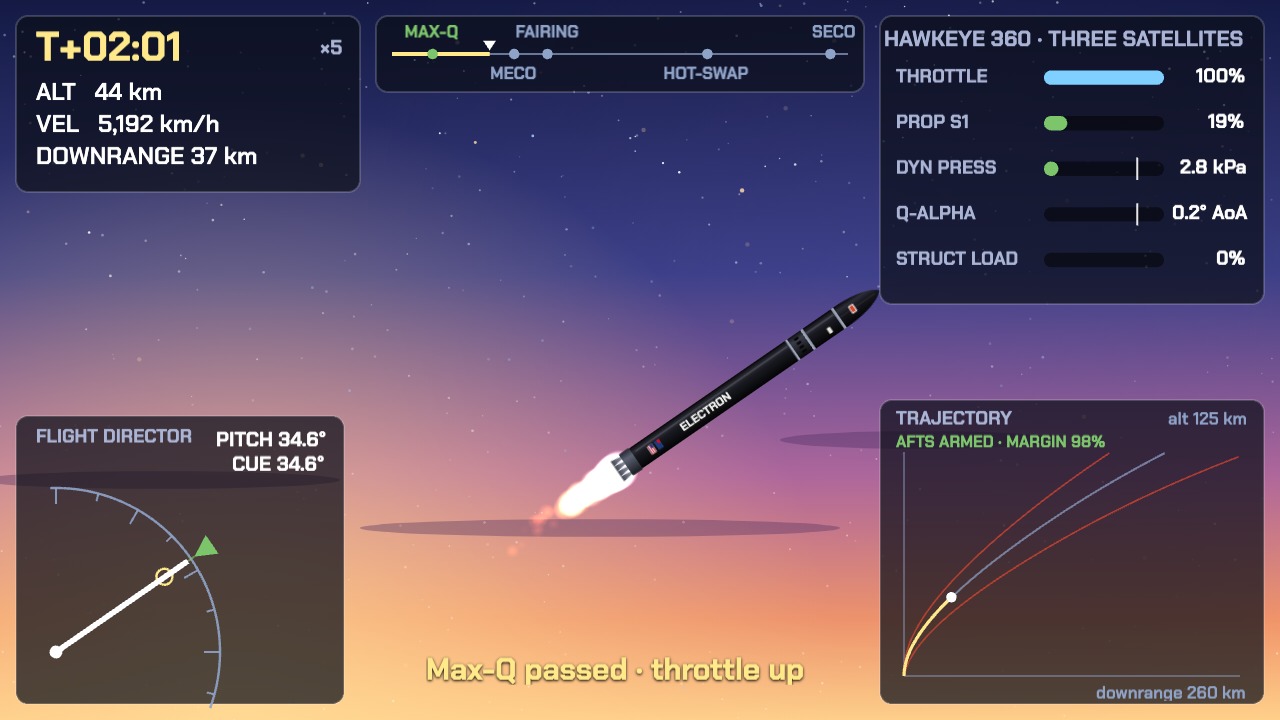 T+02:01 ×5
ALT 44 km
VEL 5,192 km/h
DOWNRANGE 37 km
MAX-Q FAIRING SECO
MECO HOT-SWAP
HAWKEYE 360 · THREE SATELLITES
THROTTLE 100%
PROP S1 19%
DYN PRESS 2.8 kPa
Q-ALPHA 0.2° AoA
STRUCT LOAD 0%
ELECTRON
FLIGHT DIRECTOR PITCH 34.6°
CUE 34.6°
TRAJECTORY alt 125 km
AFTS ARMED · MARGIN 98%
downrange 260 km
Max-Q passed · throttle up